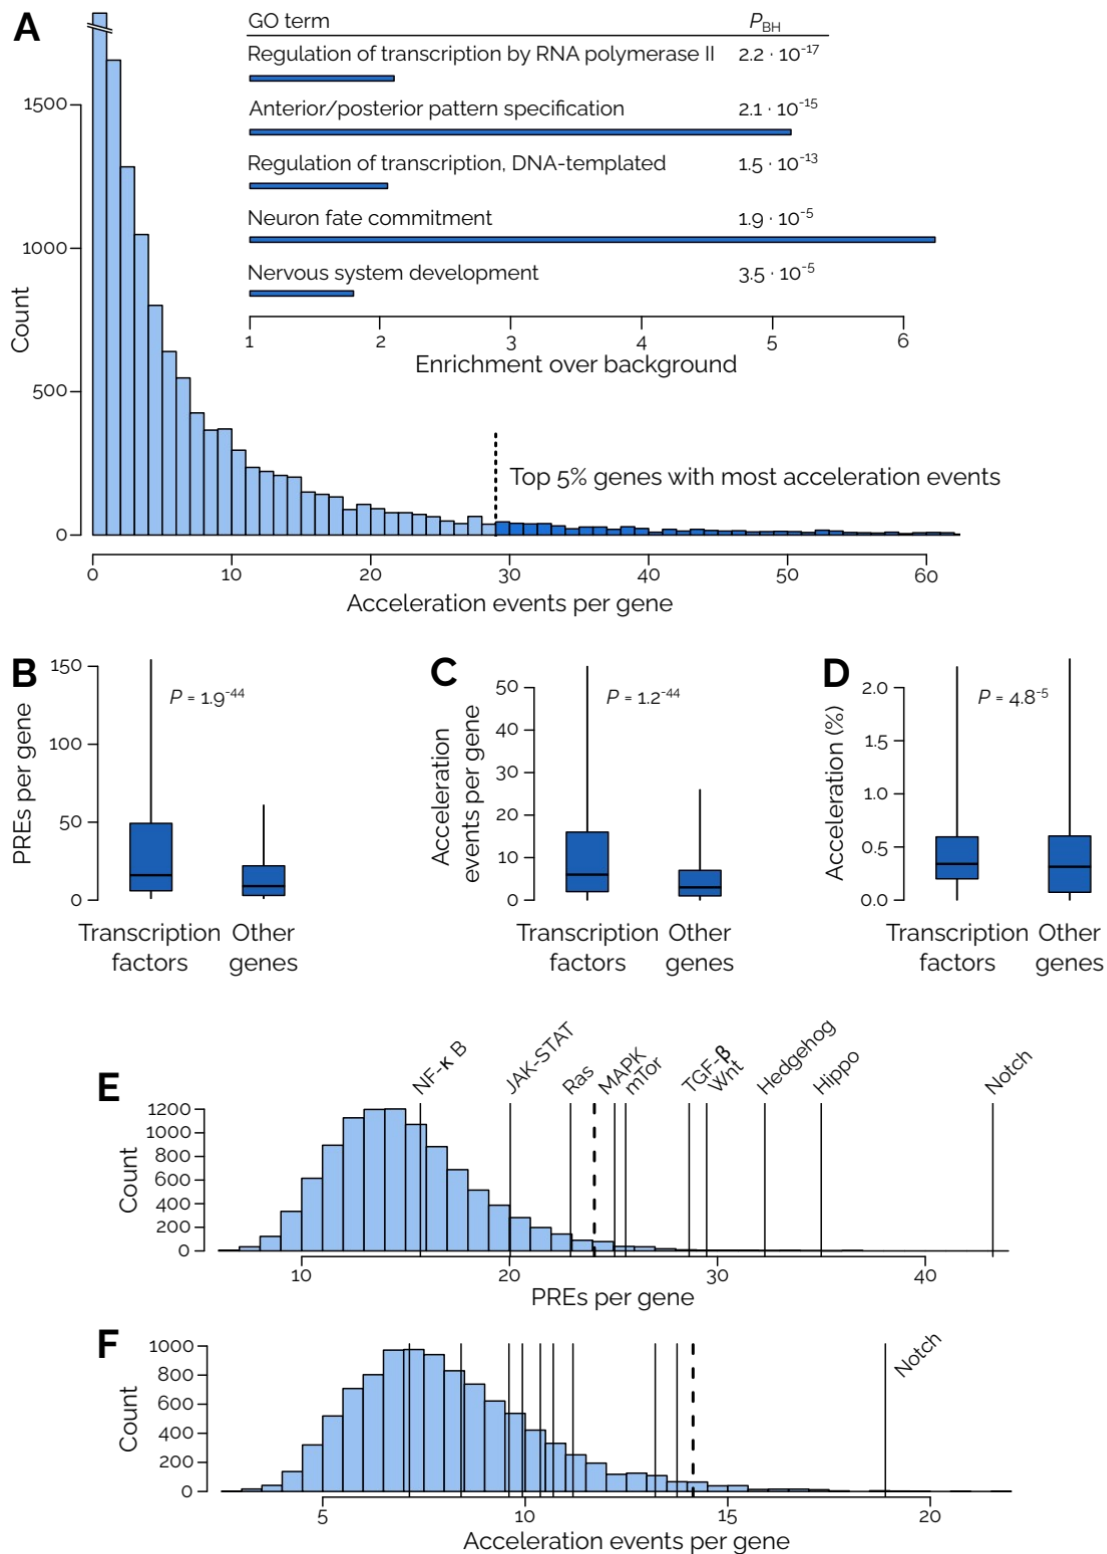 A
GO term P_BH
Regulation of transcription by RNA polymerase II 2.2 · 10⁻¹⁷
Anterior/posterior pattern specification 2.1 · 10⁻¹⁵
Regulation of transcription, DNA-templated 1.5 · 10⁻¹³
Neuron fate commitment 1.9 · 10⁻⁵
Nervous system development 3.5 · 10⁻⁵
1 2 3 4 5 6
Enrichment over background
1500
1000
500
0
Count
Top 5% genes with most acceleration events
0 10 20 30 40 50 60
Acceleration events per gene
B
150
100
50
0
PREs per gene
P = 1.9⁻⁴⁴
Transcription Other
factors genes
C
50
40
30
20
10
0
Acceleration
events per gene
P = 1.2⁻⁴⁴
Transcription Other
factors genes
D
2.0
1.5
1.0
0.5
0.0
Acceleration (%)
P = 4.8⁻⁵
Transcription Other
factors genes
E
NF-κ B
JAK-STAT
Ras
MAPK
mTor
TGF-β
Wnt
Hedgehog
Hippo
Notch
1200
1000
800
600
400
200
0
Count
10 20 30 40
PREs per gene
F
Notch
1000
800
600
400
200
0
Count
5 10 15 20
Acceleration events per gene